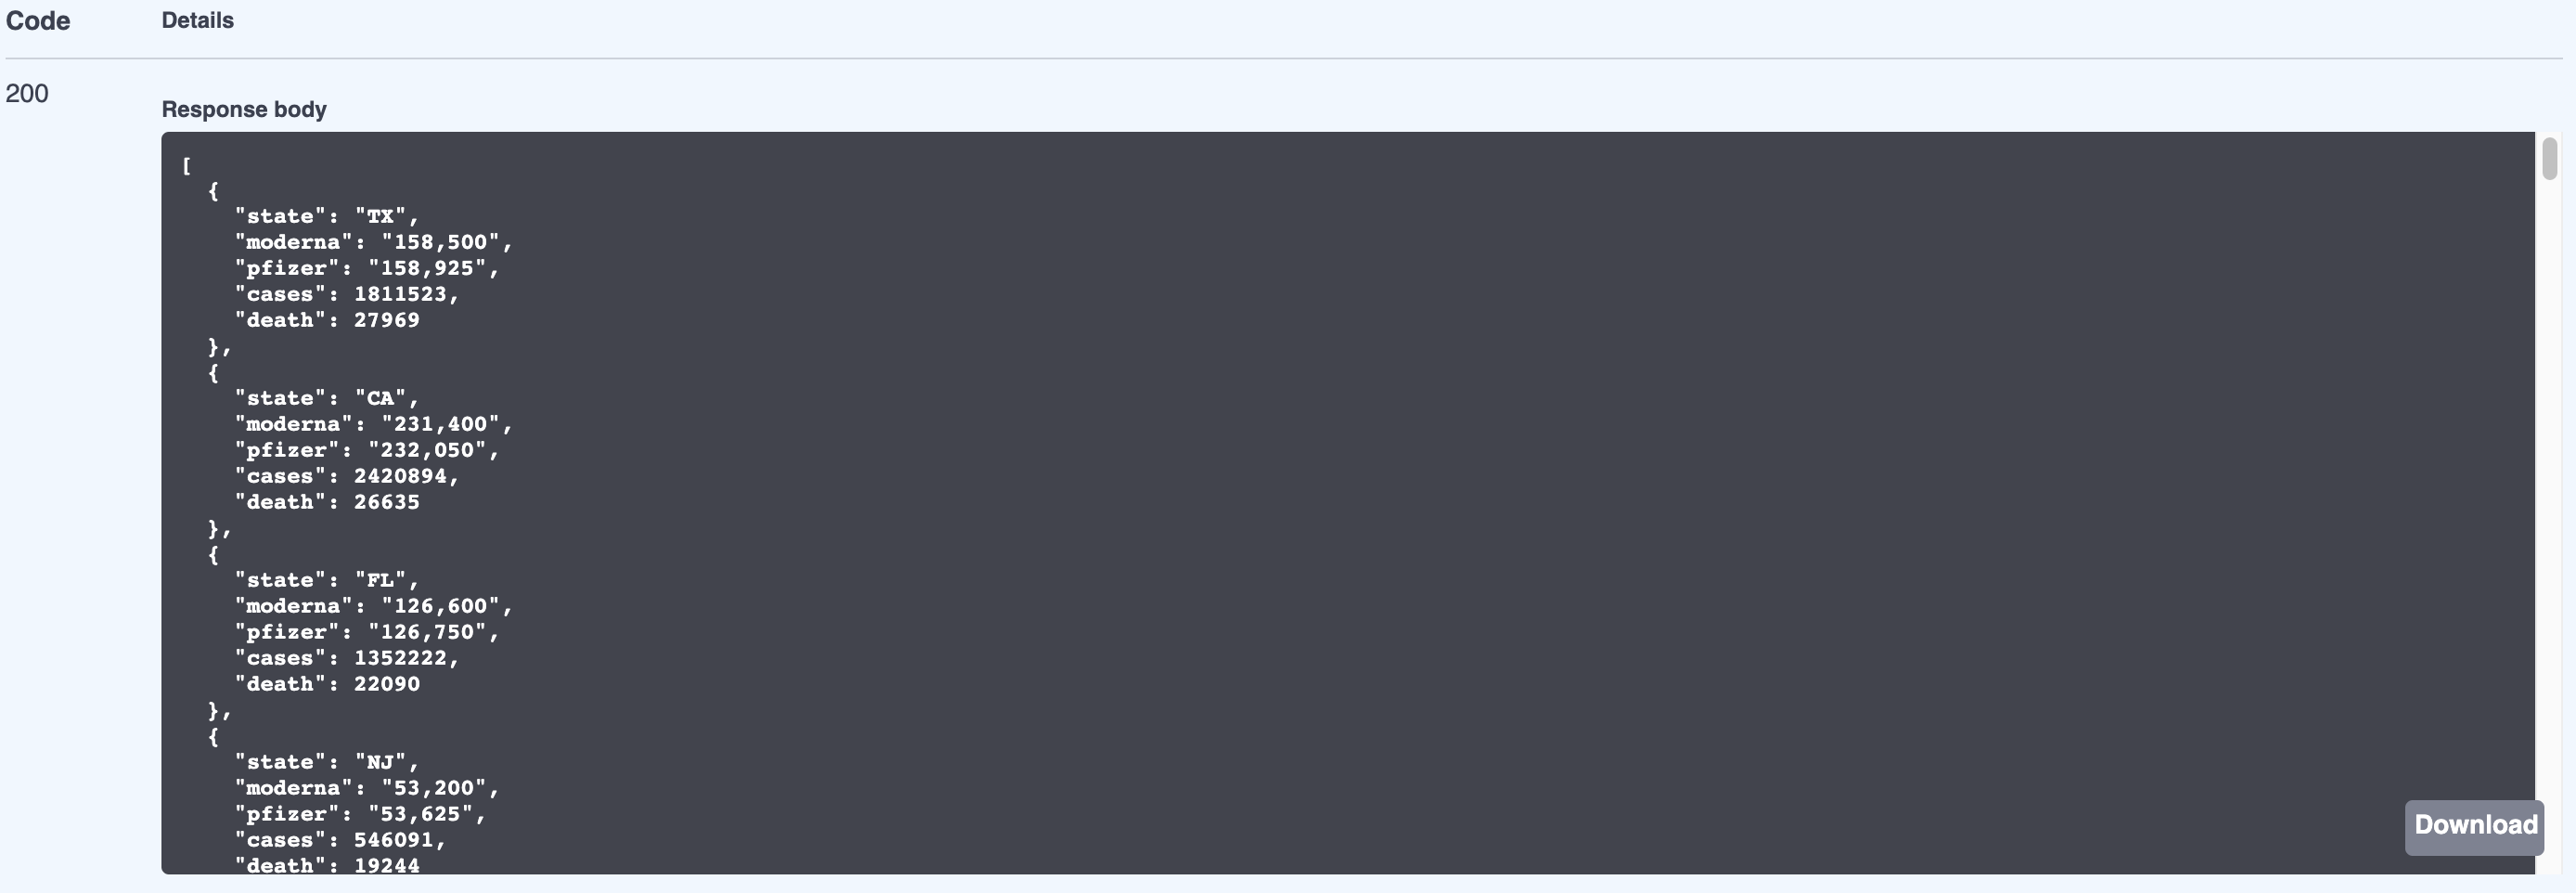 Code Details
200
Response body
[
  {
    "state": "TX",
    "moderna": "158,500",
    "pfizer": "158,925",
    "cases": 1811523,
    "death": 27969
  },
  {
    "state": "CA",
    "moderna": "231,400",
    "pfizer": "232,050",
    "cases": 2420894,
    "death": 26635
  },
  {
    "state": "FL",
    "moderna": "126,600",
    "pfizer": "126,750",
    "cases": 1352222,
    "death": 22090
  },
  {
    "state": "NJ",
    "moderna": "53,200",
    "pfizer": "53,625",
    "cases": 546091,
    "death": 19244
Download